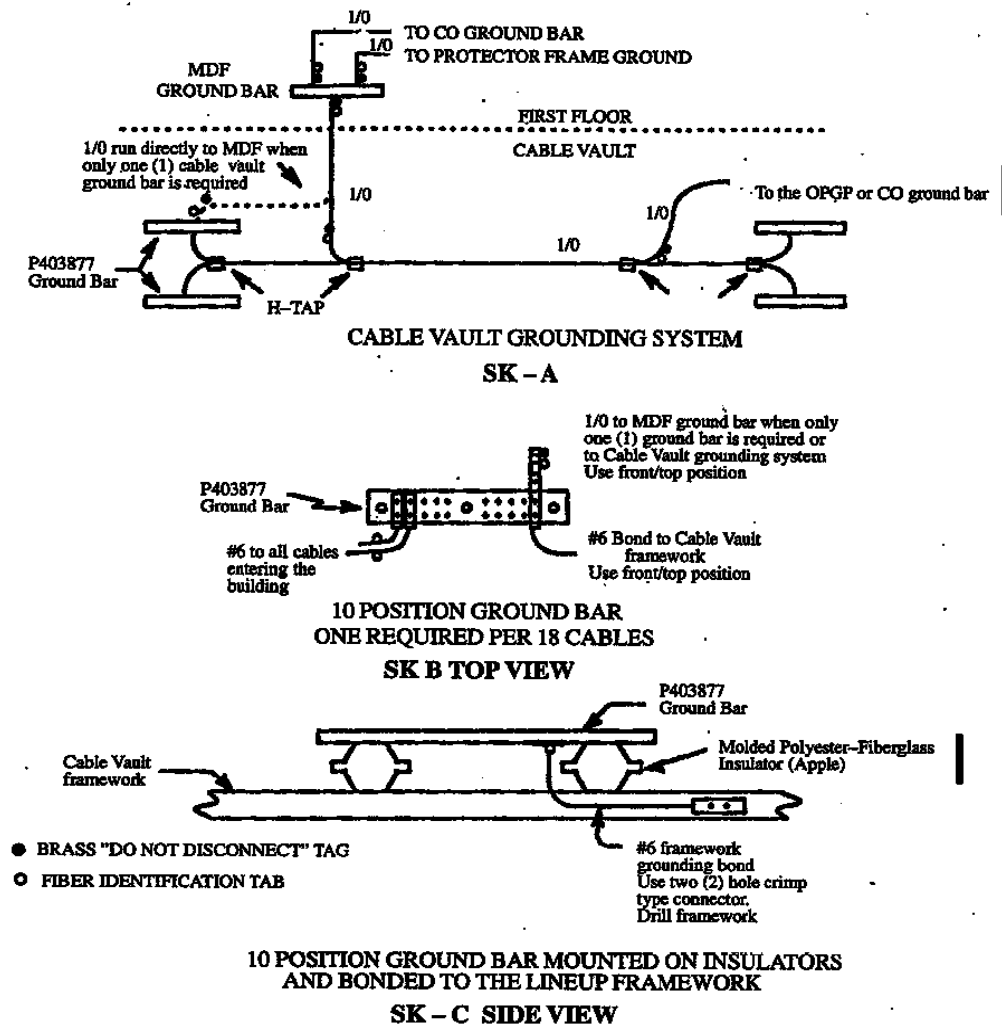 1/0
TO CO GROUND BAR
1/0
TO PROTECTOR FRAME GROUND
MDF
GROUND BAR
FIRST FLOOR
CABLE VAULT
1/0 run directly to MDF when
only one (1) cable vault
ground bar is required
1/0
1/0
To the OPGP or CO ground bar
1/0
P403877
Ground Bar
H-TAP
CABLE VAULT GROUNDING SYSTEM
SK – A
1/0 to MDF ground bar when only
one (1) ground bar is required or
to Cable Vault grounding system
Use front/top position
P403877
Ground Bar
#6 to all cables
entering the
building
#6 Bond to Cable Vault
framework
Use front/top position
10 POSITION GROUND BAR
ONE REQUIRED PER 18 CABLES
SK B TOP VIEW
P403877
Ground Bar
Cable Vault
framework
Molded Polyester-Fiberglass
Insulator (Apple)
BRASS "DO NOT DISCONNECT" TAG
FIBER IDENTIFICATION TAB
#6 framework
grounding bond
Use two (2) hole crimp
type connector.
Drill framework
10 POSITION GROUND BAR MOUNTED ON INSULATORS
AND BONDED TO THE LINEUP FRAMEWORK
SK – C SIDE VIEW